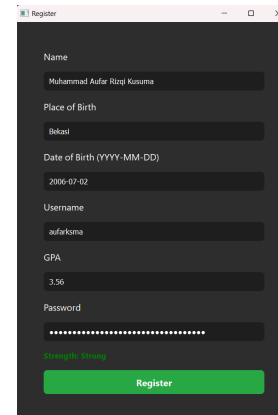 Register
Name
Muhammad Aufar Rizqi Kusuma
Place of Birth
Bekasi
Date of Birth (YYYY-MM-DD)
2006-07-02
Username
aufarksma
GPA
3.56
Password
••••••••••••••••••••••••••••••••••
Strength: Strong
Register